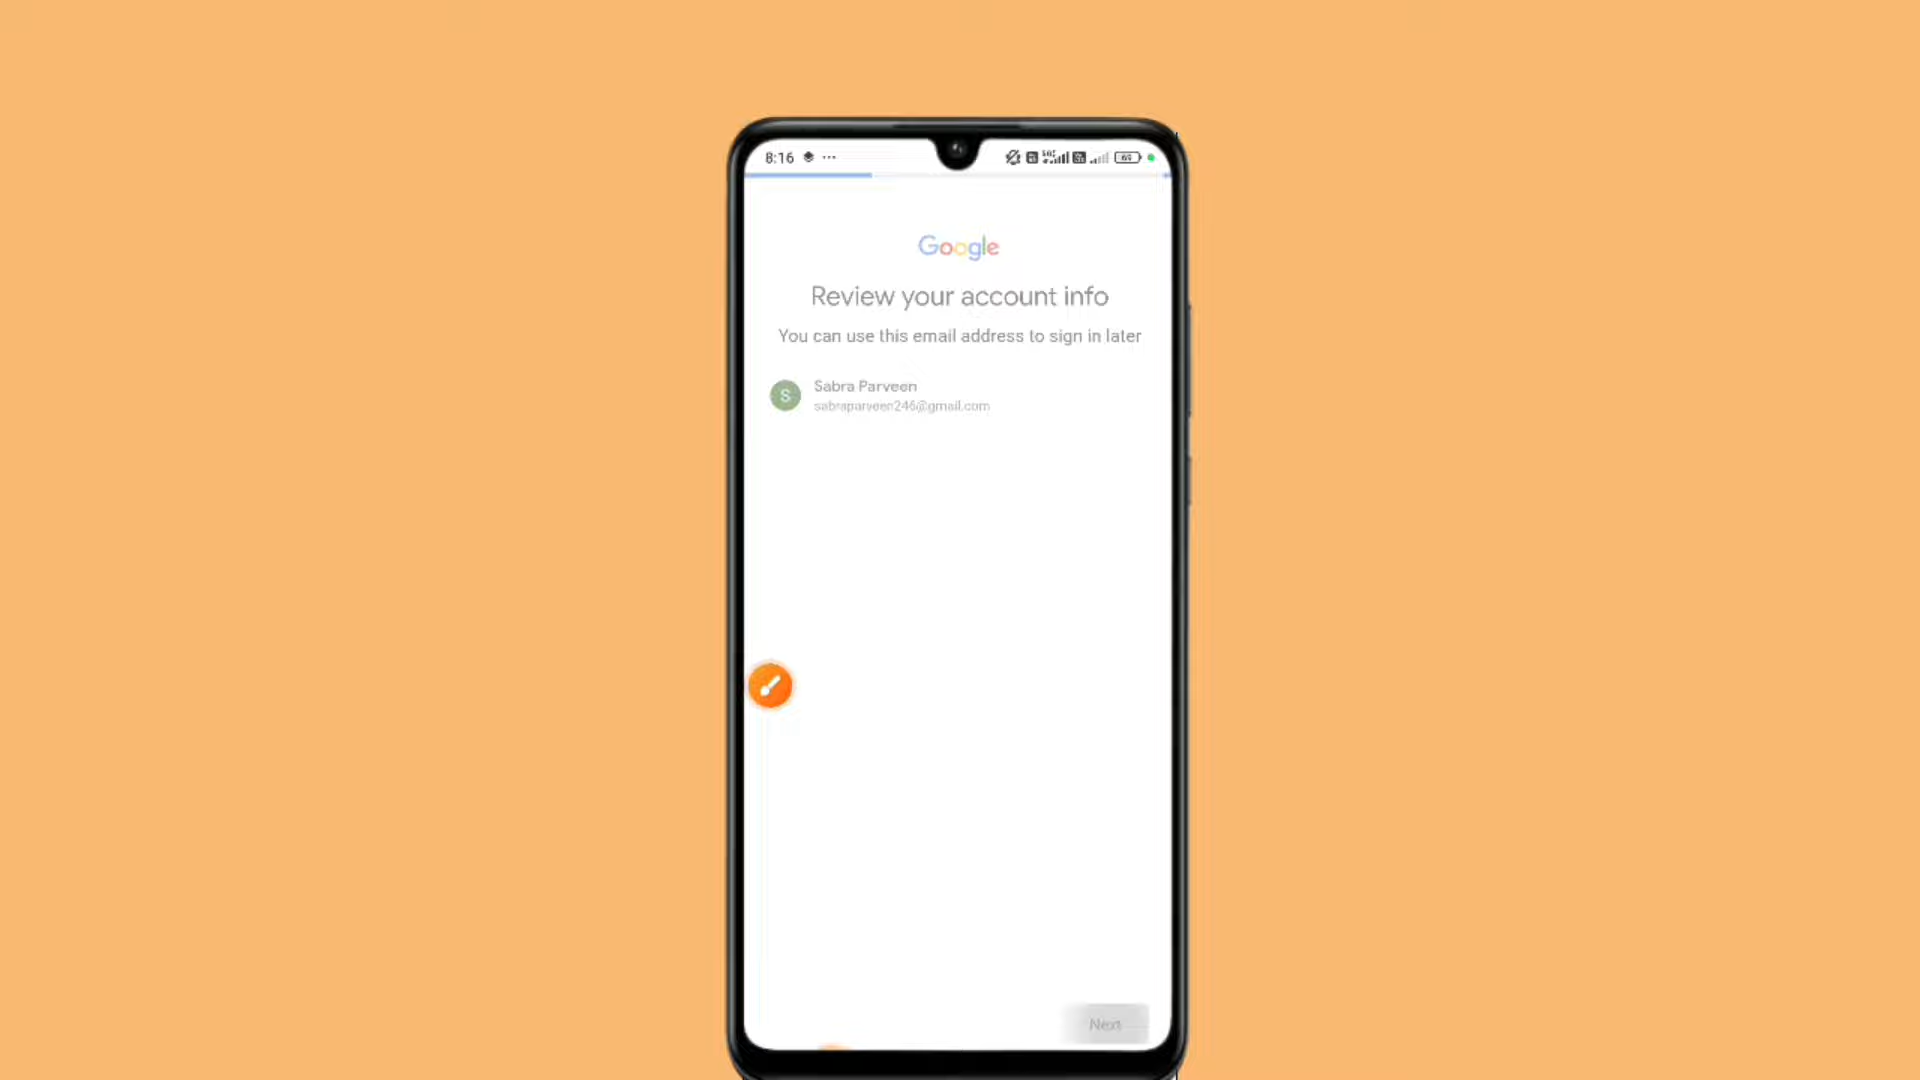 8:16
65
Google
Review your account info
You can use this email address to sign in later
S
Sabra Parveen
sabraparveen246@gmail.com
Next